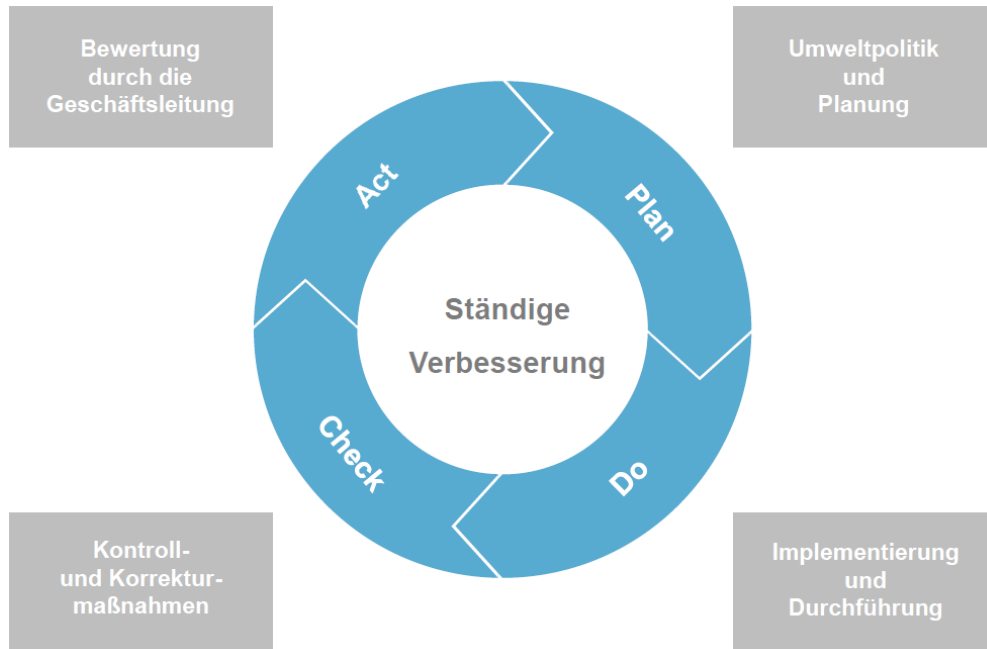 Bewertung
durch die
Geschäftsleitung
Umweltpolitik
und
Planung
Act
Plan
Ständige
Verbesserung
Check
Do
Kontroll-
und Korrektur-
maßnahmen
Implementierung
und
Durchführung